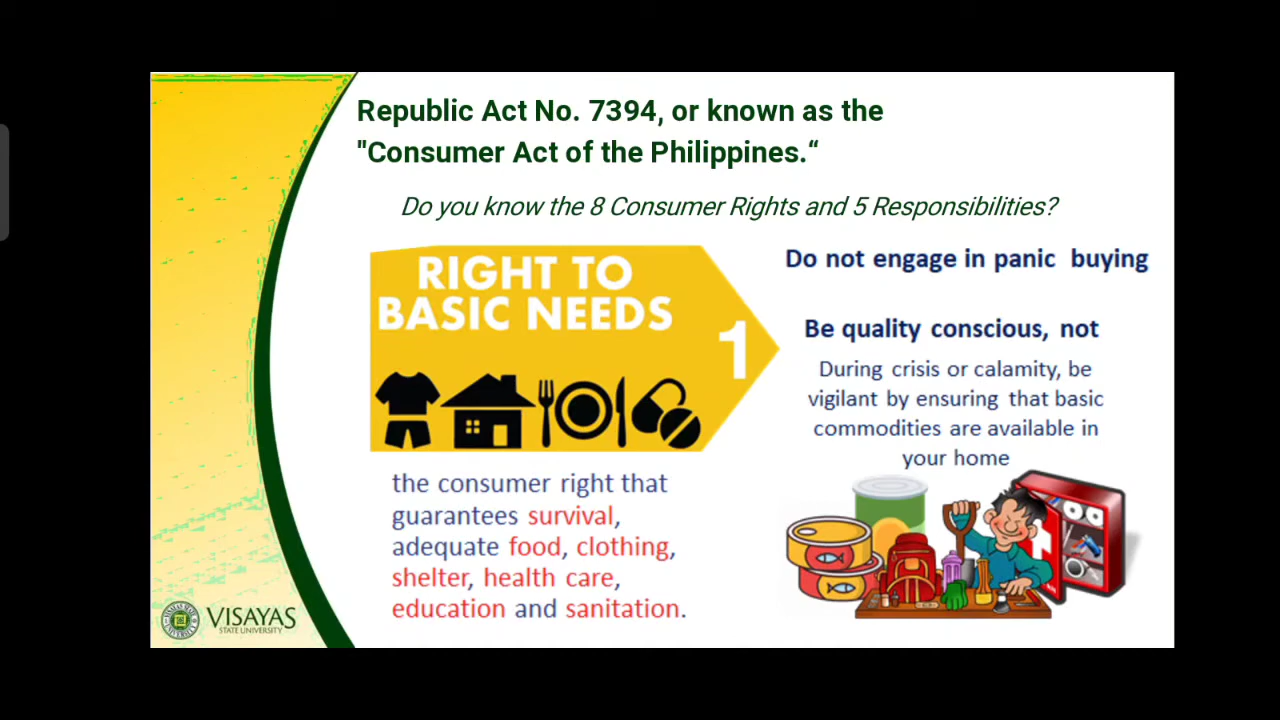 Republic Act No. 7394, or known as the
"Consumer Act of the Philippines.“
Do you know the 8 Consumer Rights and 5 Responsibilities?
RIGHT TO
BASIC NEEDS
1
the consumer right that
guarantees survival,
adequate food, clothing,
shelter, health care,
education and sanitation.
Do not engage in panic buying
Be quality conscious, not
During crisis or calamity, be
vigilant by ensuring that basic
commodities are available in
your home
VISAYAS
STATE UNIVERSITY